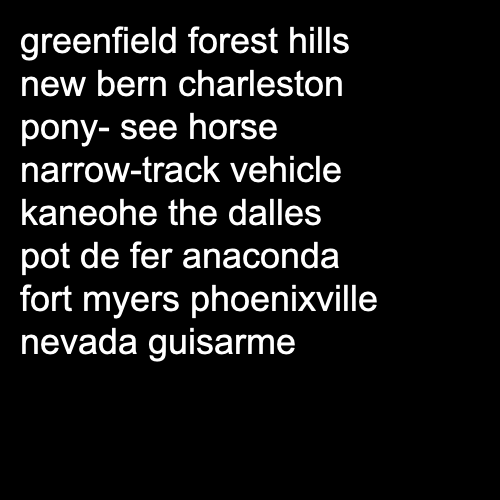 greenfield forest hills
new bern charleston
pony- see horse
narrow-track vehicle
kaneohe the dalles
pot de fer anaconda
fort myers phoenixville
nevada guisarme